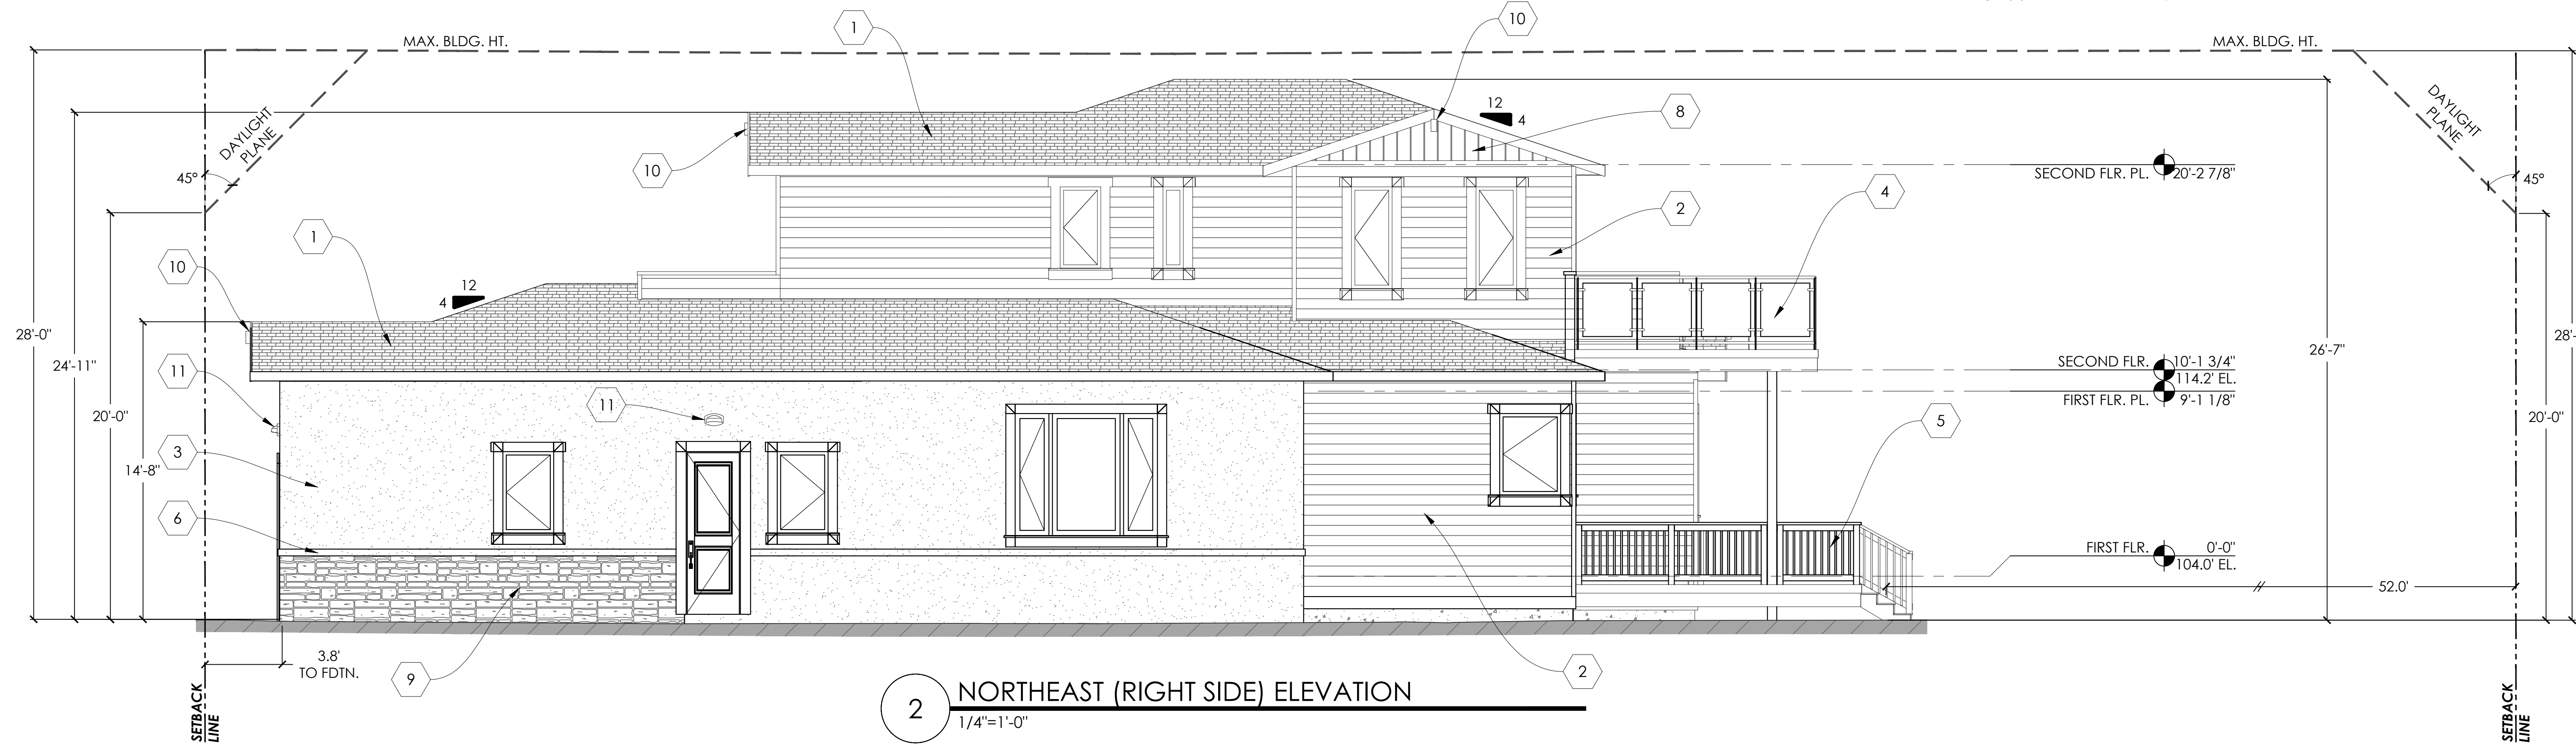 MAX. BLDG. HT.
MAX. BLDG. HT.
1
10
DAYLIGHT
PLANE
45°
12
4
8
10
DAYLIGHT
PLANE
45°
SECOND FLR. PL.
20'-2 7/8"
2
4
1
10
12
4
28'-0"
24'-11"
20'-0"
14'-8"
11
11
3
6
26'-7"
28'-
20'-0"
SECOND FLR.
10'-1 3/4"
114.2' EL.
FIRST FLR. PL.
9'-1 1/8"
5
FIRST FLR.
0'-0"
104.0' EL.
52.0'
3.8'
TO FDTN.
9
2
SETBACK
LINE
2
NORTHEAST (RIGHT SIDE) ELEVATION
1/4"=1'-0"
SETBACK
LINE